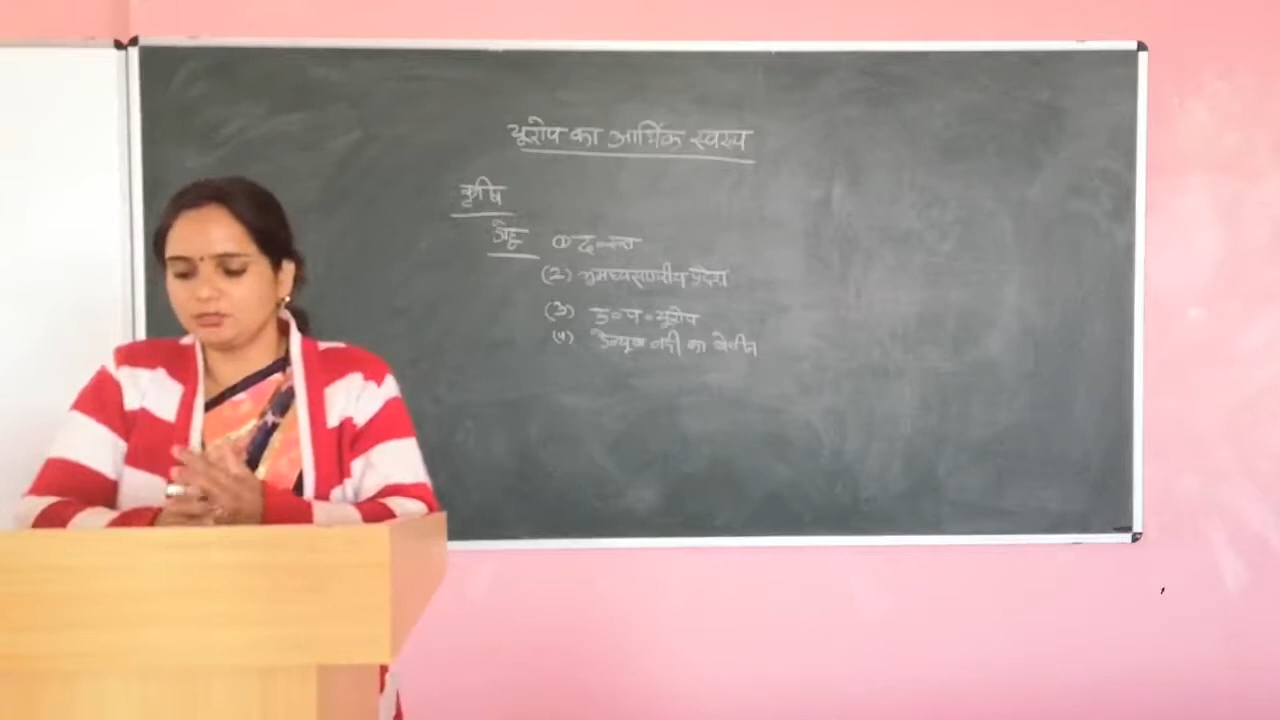 यूरोप का आर्थिक स्वरूप
कृषि
गेहूँ
(2) भूमध्यसागरीय प्रदेश
(3) उ०प० यूरोप
(4) डेन्यूब नदी का बेसीन